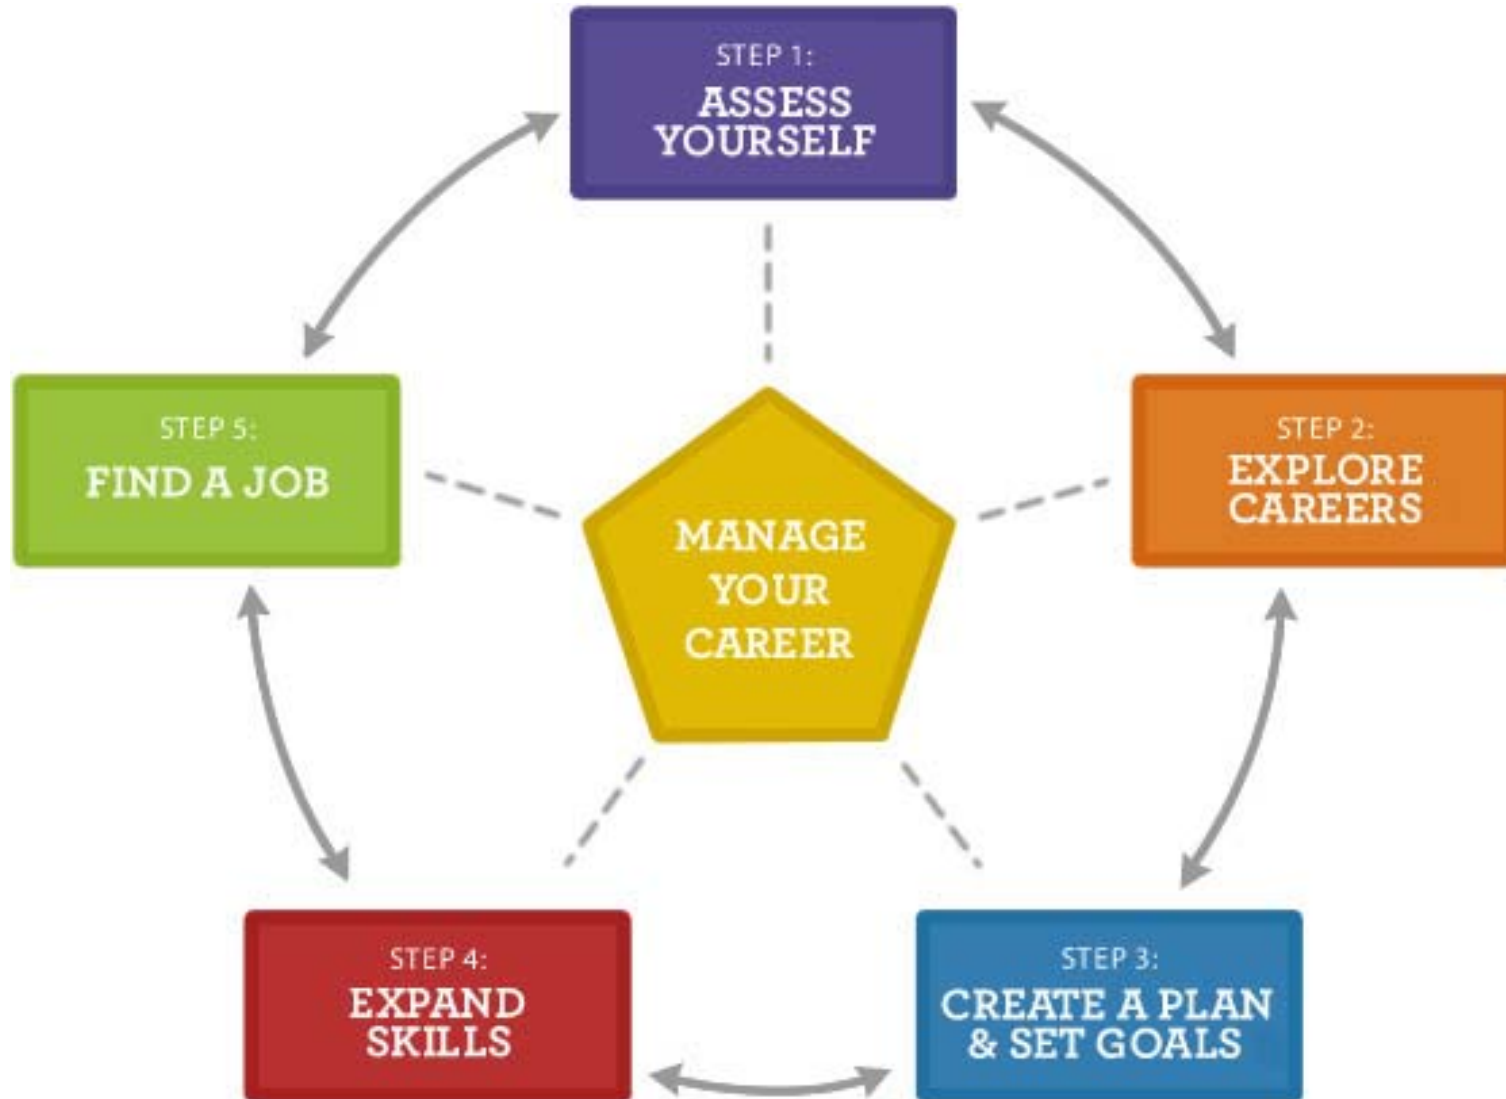 STEP 1:
ASSESS
YOURSELF
STEP 2:
EXPLORE
CAREERS
STEP 3:
CREATE A PLAN
& SET GOALS
STEP 4:
EXPAND
SKILLS
STEP 5:
FIND A JOB
MANAGE
YOUR
CAREER